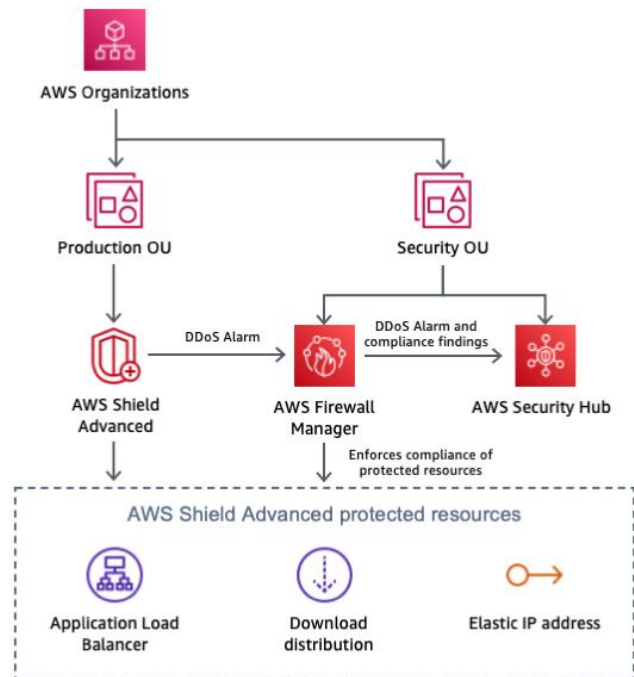 AWS Organizations
Production OU
Security OU
DDoS Alarm
DDoS Alarm and
compliance findings
AWS Shield
Advanced
AWS Firewall
Manager
AWS Security Hub
Enforces compliance of
protected resources
AWS Shield Advanced protected resources
Application Load
Balancer
Download
distribution
Elastic IP address